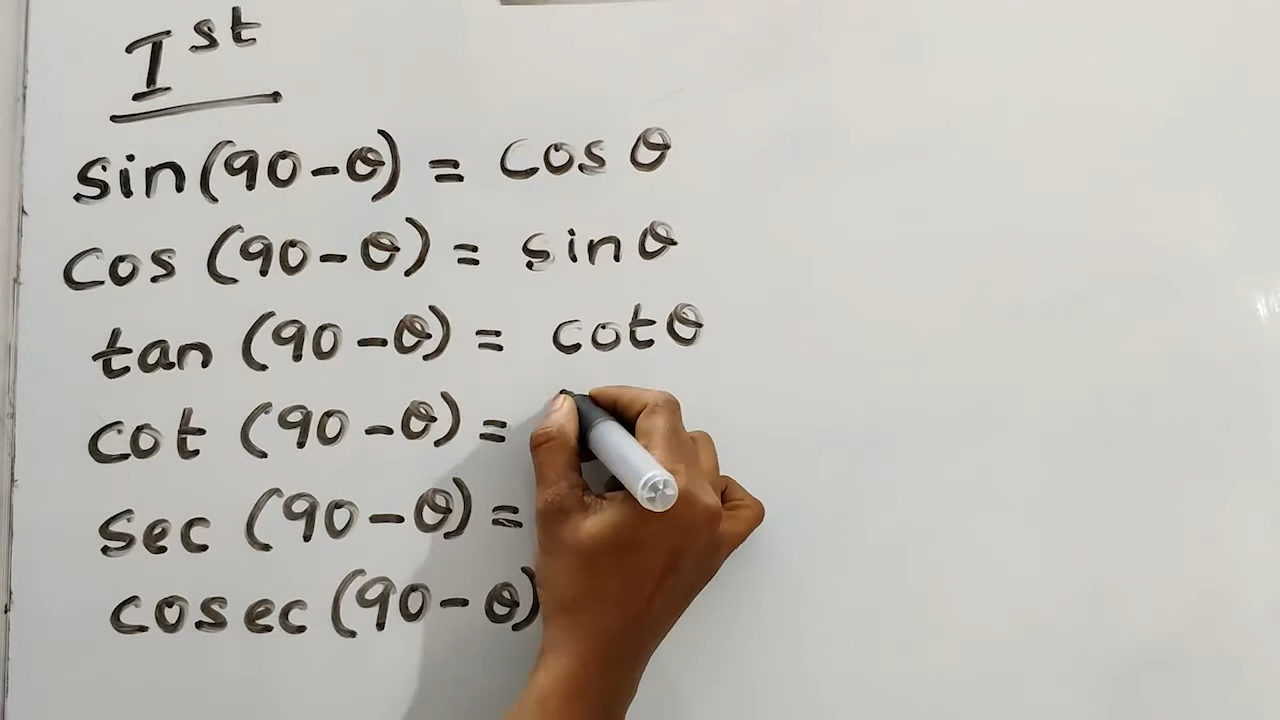 Ist
sin(90-θ) = cosθ
cos (90-θ) = sinθ
tan (90-θ) = cotθ
cot (90-θ) =
sec (90-θ) =
cosec (90-θ)